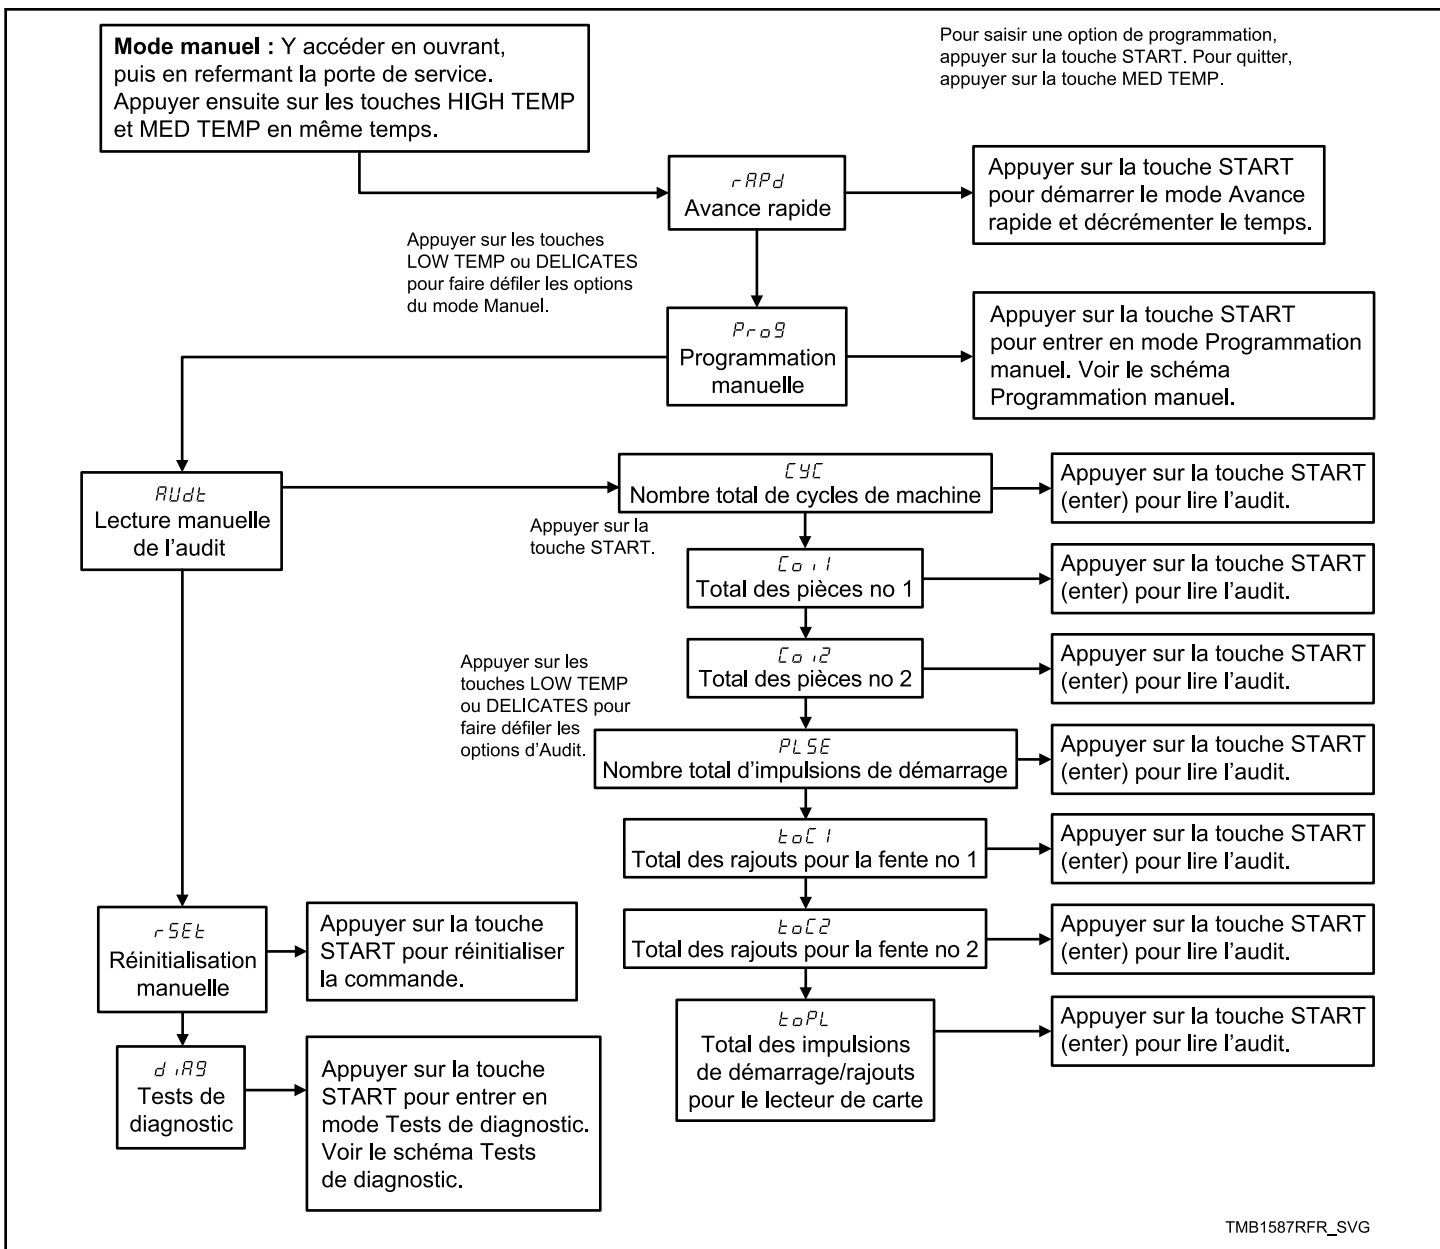 Mode manuel : Y accéder en ouvrant,
puis en refermant la porte de service.
Appuyer ensuite sur les touches HIGH TEMP
et MED TEMP en même temps.
Pour saisir une option de programmation,
appuyer sur la touche START. Pour quitter,
appuyer sur la touche MED TEMP.
rAPd
Avance rapide
Appuyer sur la touche START
pour démarrer le mode Avance
rapide et décrémenter le temps.
Appuyer sur les touches
LOW TEMP ou DELICATES
pour faire défiler les options
du mode Manuel.
Prog
Programmation
manuelle
Appuyer sur la touche START
pour entrer en mode Programmation
manuel. Voir le schéma
Programmation manuel.
AUdt
Lecture manuelle
de l'audit
Appuyer sur la
touche START.
CYC
Nombre total de cycles de machine
Appuyer sur la touche START
(enter) pour lire l'audit.
Coi1
Total des pièces no 1
Appuyer sur la touche START
(enter) pour lire l'audit.
Appuyer sur les
touches LOW TEMP
ou DELICATES pour
faire défiler les
options d'Audit.
Coi2
Total des pièces no 2
Appuyer sur la touche START
(enter) pour lire l'audit.
PLSE
Nombre total d'impulsions de démarrage
Appuyer sur la touche START
(enter) pour lire l'audit.
toC1
Total des rajouts pour la fente no 1
Appuyer sur la touche START
(enter) pour lire l'audit.
toC2
Total des rajouts pour la fente no 2
Appuyer sur la touche START
(enter) pour lire l'audit.
toPL
Total des impulsions
de démarrage/rajouts
pour le lecteur de carte
Appuyer sur la touche START
(enter) pour lire l'audit.
rSEt
Réinitialisation
manuelle
Appuyer sur la touche
START pour réinitialiser
la commande.
diAg
Tests de
diagnostic
Appuyer sur la touche
START pour entrer en
mode Tests de diagnostic.
Voir le schéma Tests
de diagnostic.
TMB1587RFR_SVG